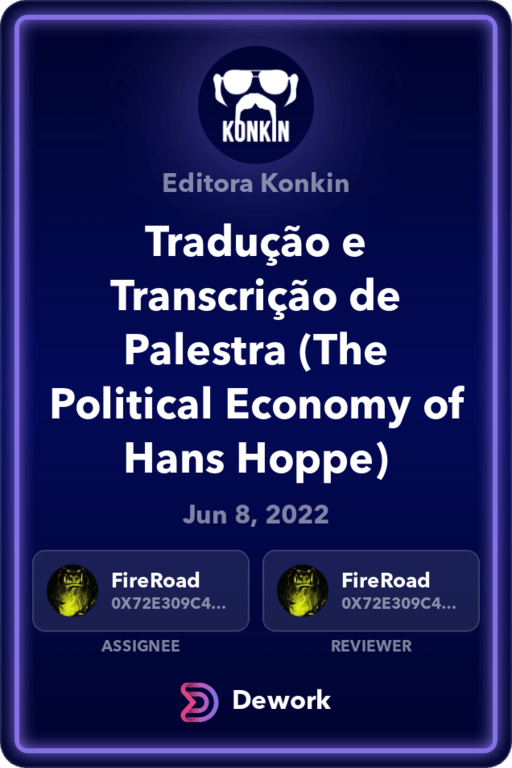 KONKIN
Editora Konkin
Tradução e
Transcrição de
Palestra (The
Political Economy of
Hans Hoppe)
Jun 8, 2022
FireRoad
0X72E309C4...
ASSIGNEE
FireRoad
0X72E309C4...
REVIEWER
Dework